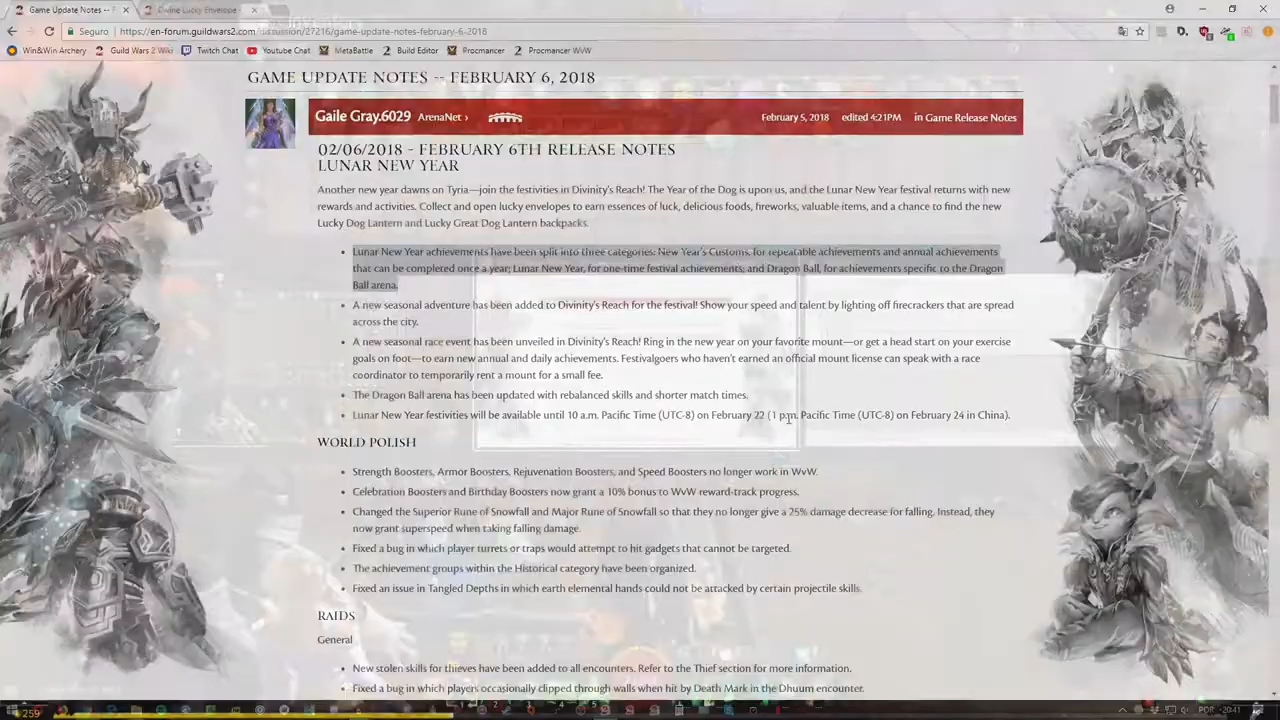 Game Update Notes -- F
Divine Lucky Envelope
Seguro
https://en-forum.guildwars2.com/discussion/27216/game-update-notes-february-6-2018
Win&Win Archery
Guild Wars 2 Wiki
Twitch Chat
YouTube Chat
MetaBattle
Build Editor
Procmancer
Procmancer WvW
GAME UPDATE NOTES -- FEBRUARY 6, 2018
Gaile Gray.6029 ArenaNet › February 5, 2018 edited 4:21PM in Game Release Notes
02/06/2018 - FEBRUARY 6TH RELEASE NOTES
LUNAR NEW YEAR
Another new year dawns on Tyria—join the festivities in Divinity's Reach! The Year of the Dog is upon us, and the Lunar New Year festival returns with new
rewards and activities. Collect and open lucky envelopes to earn essences of luck, delicious foods, fireworks, valuable items, and a chance to find the new
Lucky Dog Lantern and Lucky Great Dog Lantern backpacks.
• Lunar New Year achievements have been split into three categories: New Year's Customs, for repeatable achievements and annual achievements
that can be completed once a year; Lunar New Year, for one-time festival achievements; and Dragon Ball, for achievements specific to the Dragon
Ball arena.
• A new seasonal adventure has been added to Divinity's Reach for the festival! Show your speed and talent by lighting off firecrackers that are spread
across the city.
• A new seasonal race event has been unveiled in Divinity's Reach! Ring in the new year on your favorite mount—or get a head start on your exercise
goals on foot—to earn new annual and daily achievements. Festivalgoers who haven't earned an official mount license can speak with a race
coordinator to temporarily rent a mount for a small fee.
• The Dragon Ball arena has been updated with rebalanced skills and shorter match times.
• Lunar New Year festivities will be available until 10 a.m. Pacific Time (UTC-8) on February 22 (1 p.m. Pacific Time (UTC-8) on February 24 in China).
WORLD POLISH
• Strength Boosters, Armor Boosters, Rejuvenation Boosters, and Speed Boosters no longer work in WvW.
• Celebration Boosters and Birthday Boosters now grant a 10% bonus to WvW reward-track progress.
• Changed the Superior Rune of Snowfall and Major Rune of Snowfall so that they no longer give a 25% damage decrease for falling. Instead, they
now grant superspeed when taking falling damage.
• Fixed a bug in which player turrets or traps would attempt to hit gadgets that cannot be targeted.
• The achievement groups within the Historical category have been organized.
• Fixed an issue in Tangled Depths in which earth elemental hands could not be attacked by certain projectile skills.
RAIDS
General
• New stolen skills for thieves have been added to all encounters. Refer to the Thief section for more information.
• Fixed a bug in which players occasionally clipped through walls when hit by Death Mark in the Dhuum encounter.
259
POR
20:41